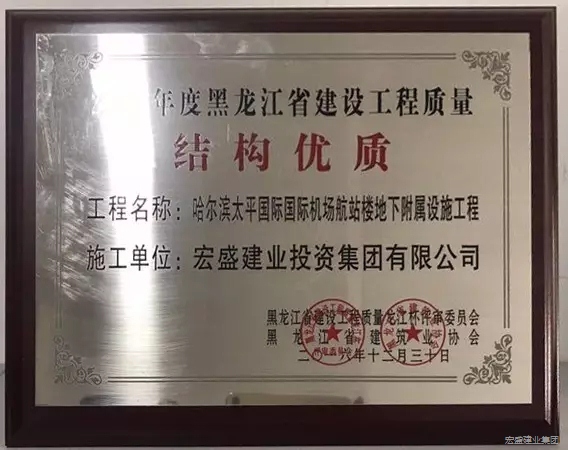 年度黑龙江省建设工程质量
结构优质
工程名称：哈尔滨太平国际国际机场航站楼地下附属设施工程
施工单位：宏盛建业投资集团有限公司
黑龙江省建设工程质量龙江杯评审委员会
黑龙江省建筑业协会
二〇 六年十二月三十日
宏盛建业集团